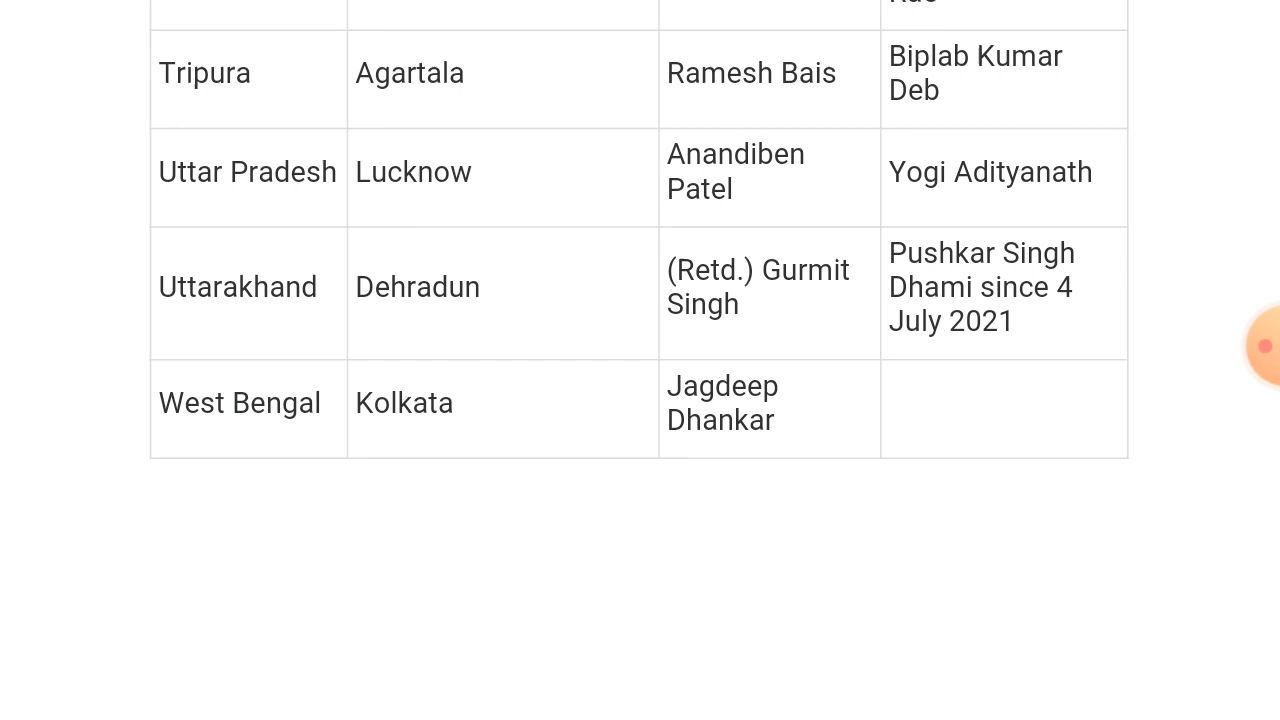 Tripura
Agartala
Ramesh Bais
Biplab Kumar
Deb
Uttar Pradesh
Lucknow
Anandiben
Patel
Yogi Adityanath
Uttarakhand
Dehradun
(Retd.) Gurmit
Singh
Pushkar Singh
Dhami since 4
July 2021
West Bengal
Kolkata
Jagdeep
Dhankar